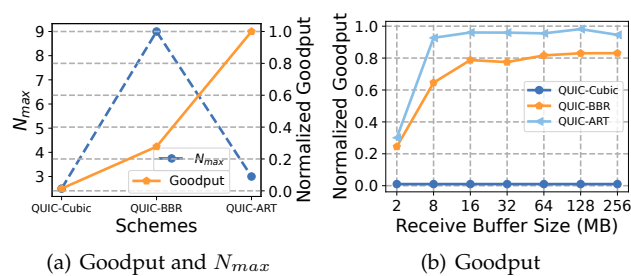 9
8
7
6
5
4
3
N_max
1.0
0.8
0.6
0.4
0.2
0.0
Normalized Goodput
N_max
Goodput
QUIC-Cubic QUIC-BBR QUIC-ART
Schemes
(a) Goodput and N_max
1.0
0.8
0.6
0.4
0.2
0.0
Normalized Goodput
QUIC-Cubic
QUIC-BBR
QUIC-ART
2 8 16 32 64 128 256
Receive Buffer Size (MB)
(b) Goodput